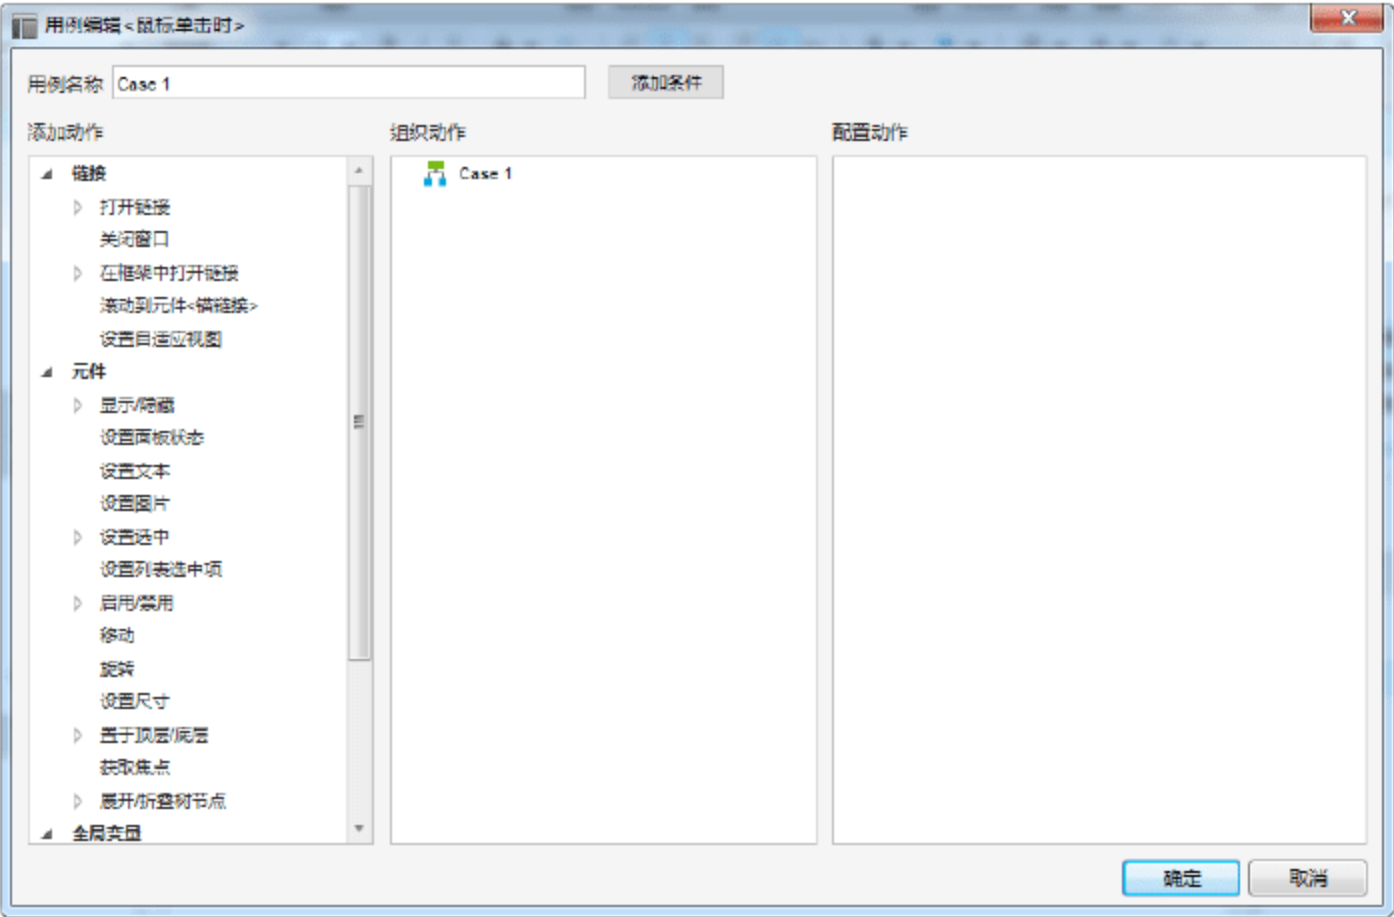 用例编辑<鼠标单击时>
用例名称 Case 1 添加条件
添加动作 组织动作 配置动作
链接
打开链接
关闭窗口
在框架中打开链接
滚动到元件<锚链接>
设置自适应视图
元件
显示/隐藏
设置面板状态
设置文本
设置图片
设置选中
设置列表选中项
启用/禁用
移动
旋转
设置尺寸
置于顶层/底层
获取焦点
展开/折叠树节点
全局变量
Case 1
确定 取消